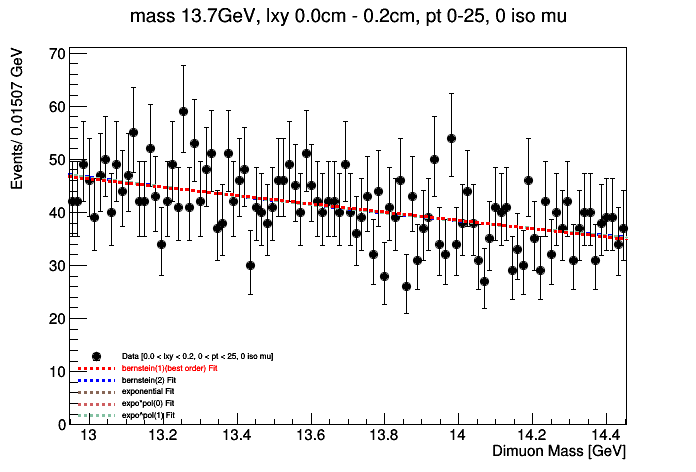 mass 13.7GeV, lxy 0.0cm - 0.2cm, pt 0-25, 0 iso mu
Events/ 0.01507 GeV
70
60
50
40
30
20
10
0
Data [0.0 < lxy < 0.2, 0 < pt < 25, 0 iso mu]
bernstein(1)(best order) Fit
bernstein(2) Fit
exponential Fit
expo*pol(0) Fit
expo*pol(1) Fit
13 13.2 13.4 13.6 13.8 14 14.2 14.4
Dimuon Mass [GeV]